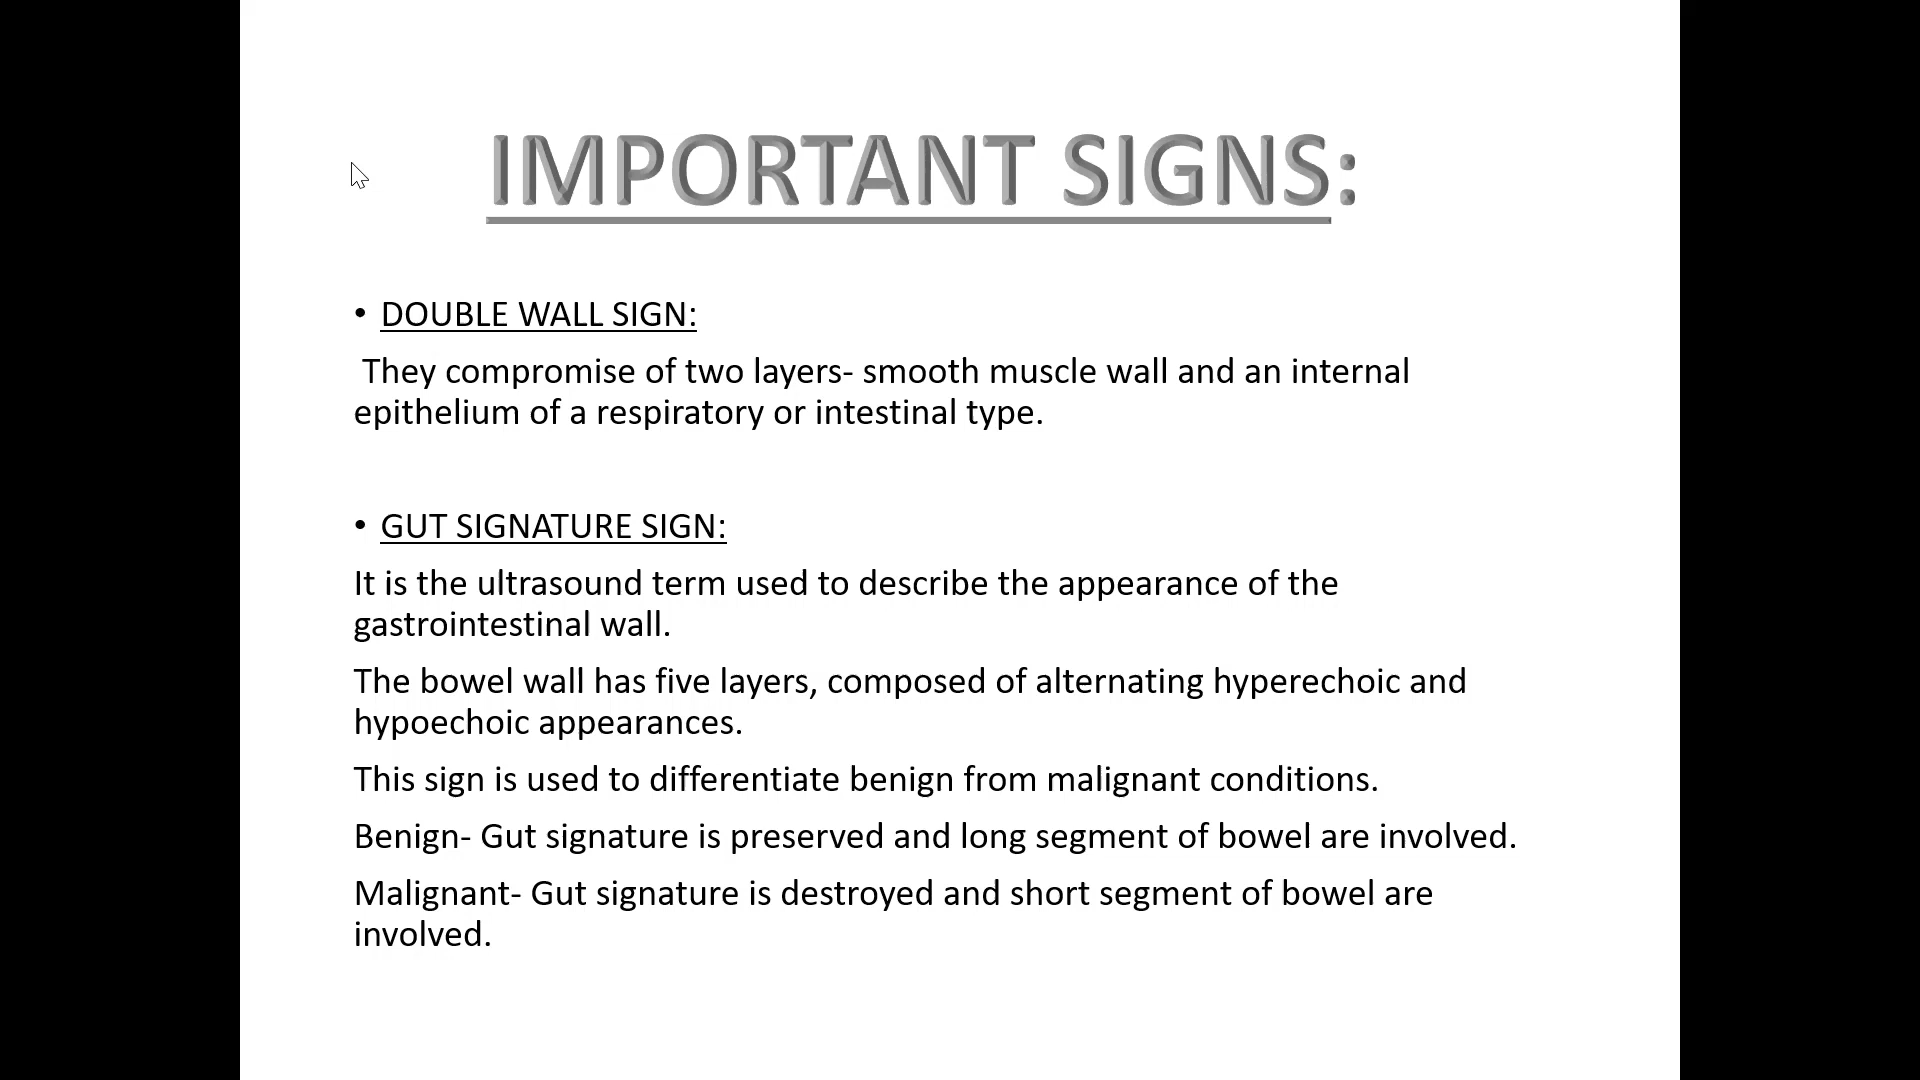 IMPORTANT SIGNS:
• DOUBLE WALL SIGN:
They compromise of two layers- smooth muscle wall and an internal
epithelium of a respiratory or intestinal type.
• GUT SIGNATURE SIGN:
It is the ultrasound term used to describe the appearance of the
gastrointestinal wall.
The bowel wall has five layers, composed of alternating hyperechoic and
hypoechoic appearances.
This sign is used to differentiate benign from malignant conditions.
Benign- Gut signature is preserved and long segment of bowel are involved.
Malignant- Gut signature is destroyed and short segment of bowel are
involved.